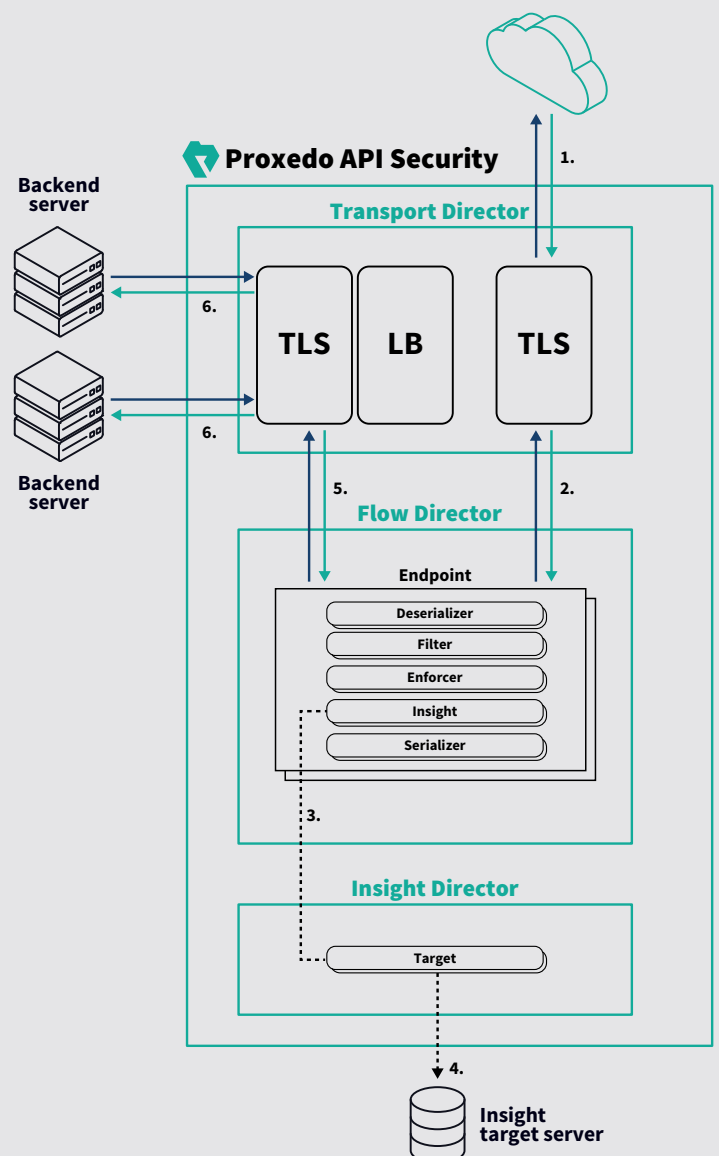 Proxedo API Security
1.
Backend
server
Transport Director
TLS
LB
TLS
6.
6.
Backend
server
5.
2.
Flow Director
Endpoint
Deserializer
Filter
Enforcer
Insight
Serializer
3.
Insight Director
Target
4.
Insight
target server